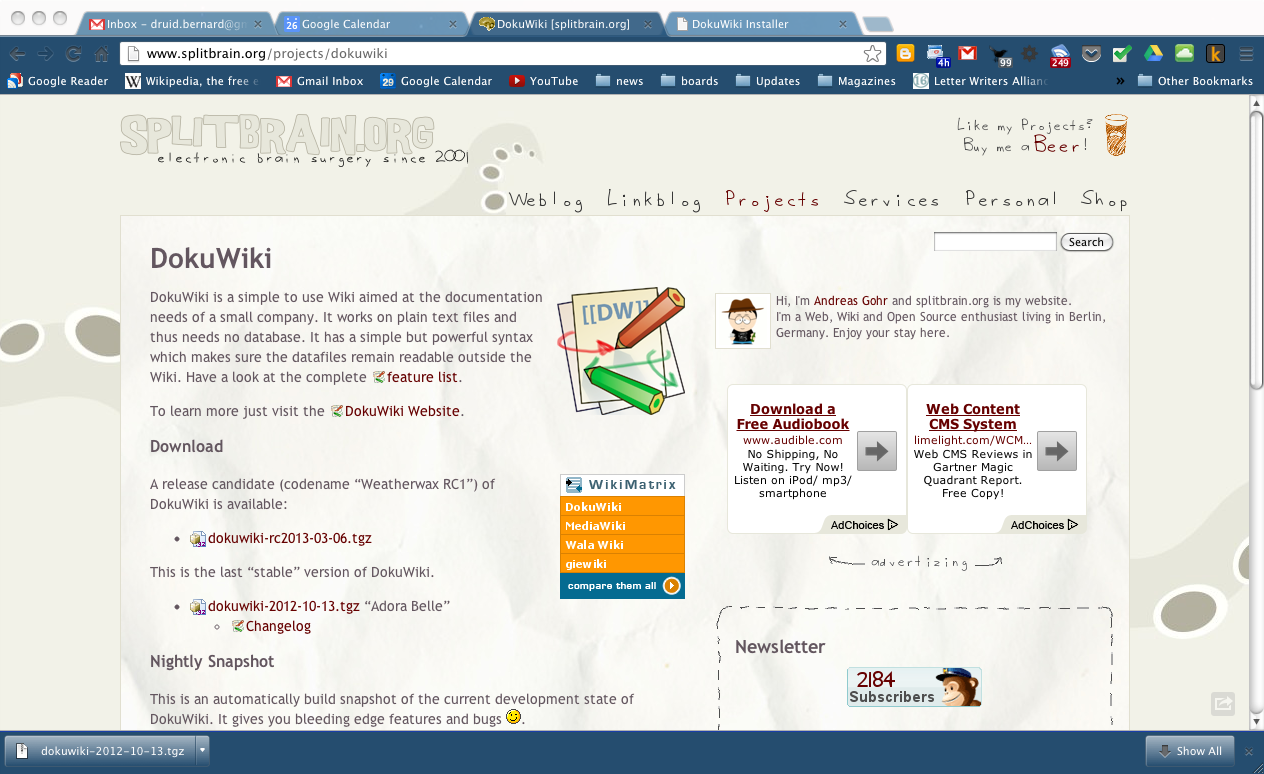 Inbox – druid.bernard@g
26 Google Calendar
DokuWiki [splitbrain.org]
DokuWiki Installer
www.splitbrain.org/projects/dokuwiki
4h
99
249
k
Google Reader
W Wikipedia, the free e
Gmail Inbox
29 Google Calendar
YouTube
news
boards
Updates
Magazines
Letter Writers Allian
»
Other Bookmarks
SPLITBRAIN.ORG
electronic brain surgery since 2001
Like my Projects?
Buy me a Beer!
Weblog Linkblog Projects Services Personal Shop
Search
DokuWiki
DokuWiki is a simple to use Wiki aimed at the documentation
needs of a small company. It works on plain text files and
thus needs no database. It has a simple but powerful syntax
which makes sure the datafiles remain readable outside the
Wiki. Have a look at the complete feature list.
To learn more just visit the DokuWiki Website.
[[DW]]
Download
A release candidate (codename “Weatherwax RC1”) of
DokuWiki is available:
• dokuwiki-rc2013-03-06.tgz
This is the last “stable” version of DokuWiki.
• dokuwiki-2012-10-13.tgz “Adora Belle”
◦ Changelog
WikiMatrix
DokuWiki
MediaWiki
Wala Wiki
giewiki
compare them all
Nightly Snapshot
This is an automatically build snapshot of the current development state of
DokuWiki. It gives you bleeding edge features and bugs
Hi, I'm Andreas Gohr and splitbrain.org is my website.
I'm a Web, Wiki and Open Source enthusiast living in Berlin,
Germany. Enjoy your stay here.
Download a
Free Audiobook
www.audible.com
No Shipping, No
Waiting. Try Now!
Listen on iPod/ mp3/
smartphone
AdChoices
Web Content
CMS System
limelight.com/WCM...
Web CMS Reviews in
Gartner Magic
Quadrant Report.
Free Copy!
AdChoices
advertizing
Newsletter
2184
Subscribers
dokuwiki-2012-10-13.tgz
Show All